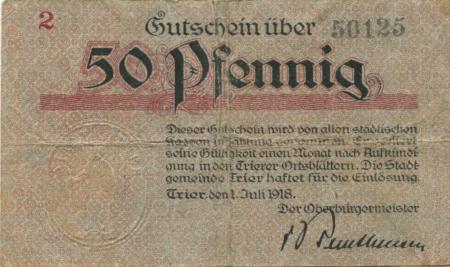 2
Gutschein über 50125
50 Pfennig
Dieser Gutschein wird von allen städtischen
Kassen in Zahlung genommen. Er verliert
seine Gültigkeit einen Monat nach Aufkündi
gung in den Trierer Ortsblättern. Die Stadt
gemeinde Trier haftet für die Einlösung.
Trier, den 1. Juli 1918.
Der Oberbürgermeister